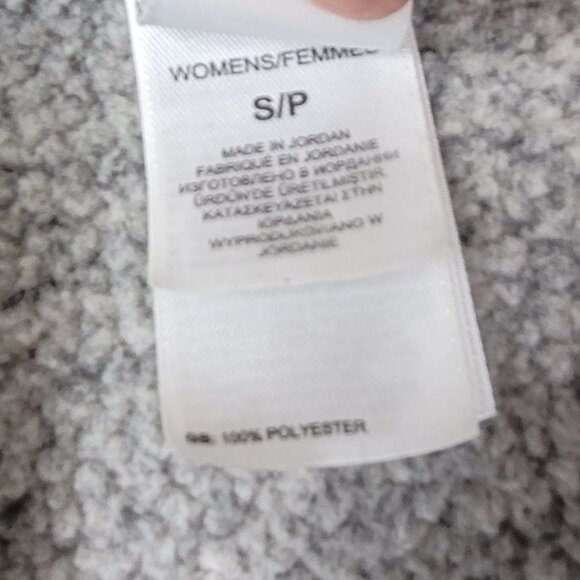 WOMENS/FEMMES
S/P
MADE IN JORDAN
FABRIQUÉ EN JORDANIE
ИЗГОТОВЛЕНО В ИОРДАНИИ
ÜRDÜN'DE ÜRETILMIŞTIR.
ΚΑΤΑΣΚΕΥΑΖΕΤΑΙ ΣΤΗΝ
ΙΟΡΔΑΝΙΑ
WYPRODUKOWANO W
JORDANIE
GB: 100% POLYESTER